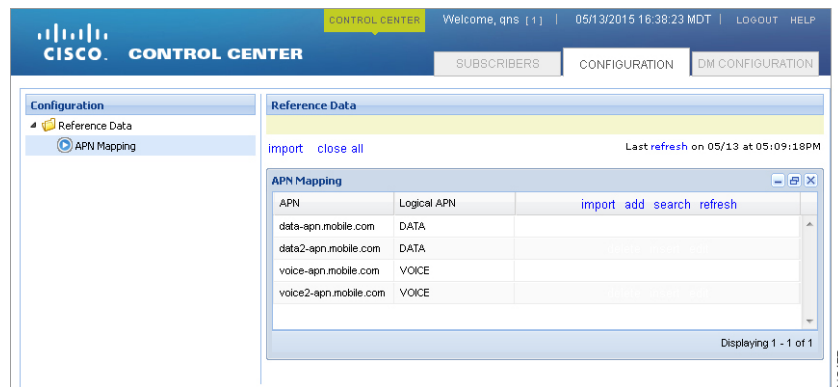 CONTROL CENTER Welcome, qns [1] | 05/13/2015 16:38:23 MDT | LOGOUT HELP
CISCO. CONTROL CENTER
SUBSCRIBERS CONFIGURATION DM CONFIGURATION
Configuration
Reference Data
APN Mapping
Reference Data
import close all Last refresh on 05/13 at 05:09:18PM
APN Mapping
APN Logical APN import add search refresh
data-apn.mobile.com DATA
data2-apn.mobile.com DATA
voice-apn.mobile.com VOICE
voice2-apn.mobile.com VOICE
Displaying 1 - 1 of 1